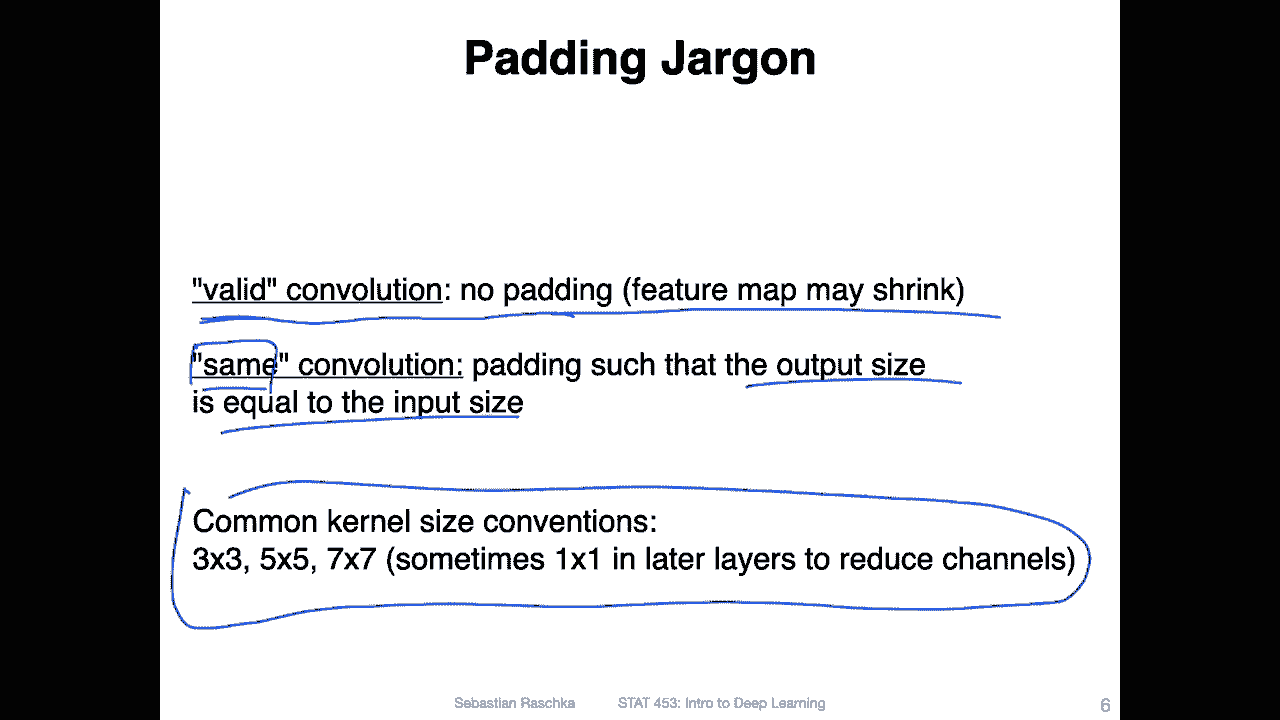 Padding Jargon
"valid" convolution: no padding (feature map may shrink)
"same" convolution: padding such that the output size
is equal to the input size
Common kernel size conventions:
3x3, 5x5, 7x7 (sometimes 1x1 in later layers to reduce channels)
Sebastian Raschka STAT 453: Intro to Deep Learning 6